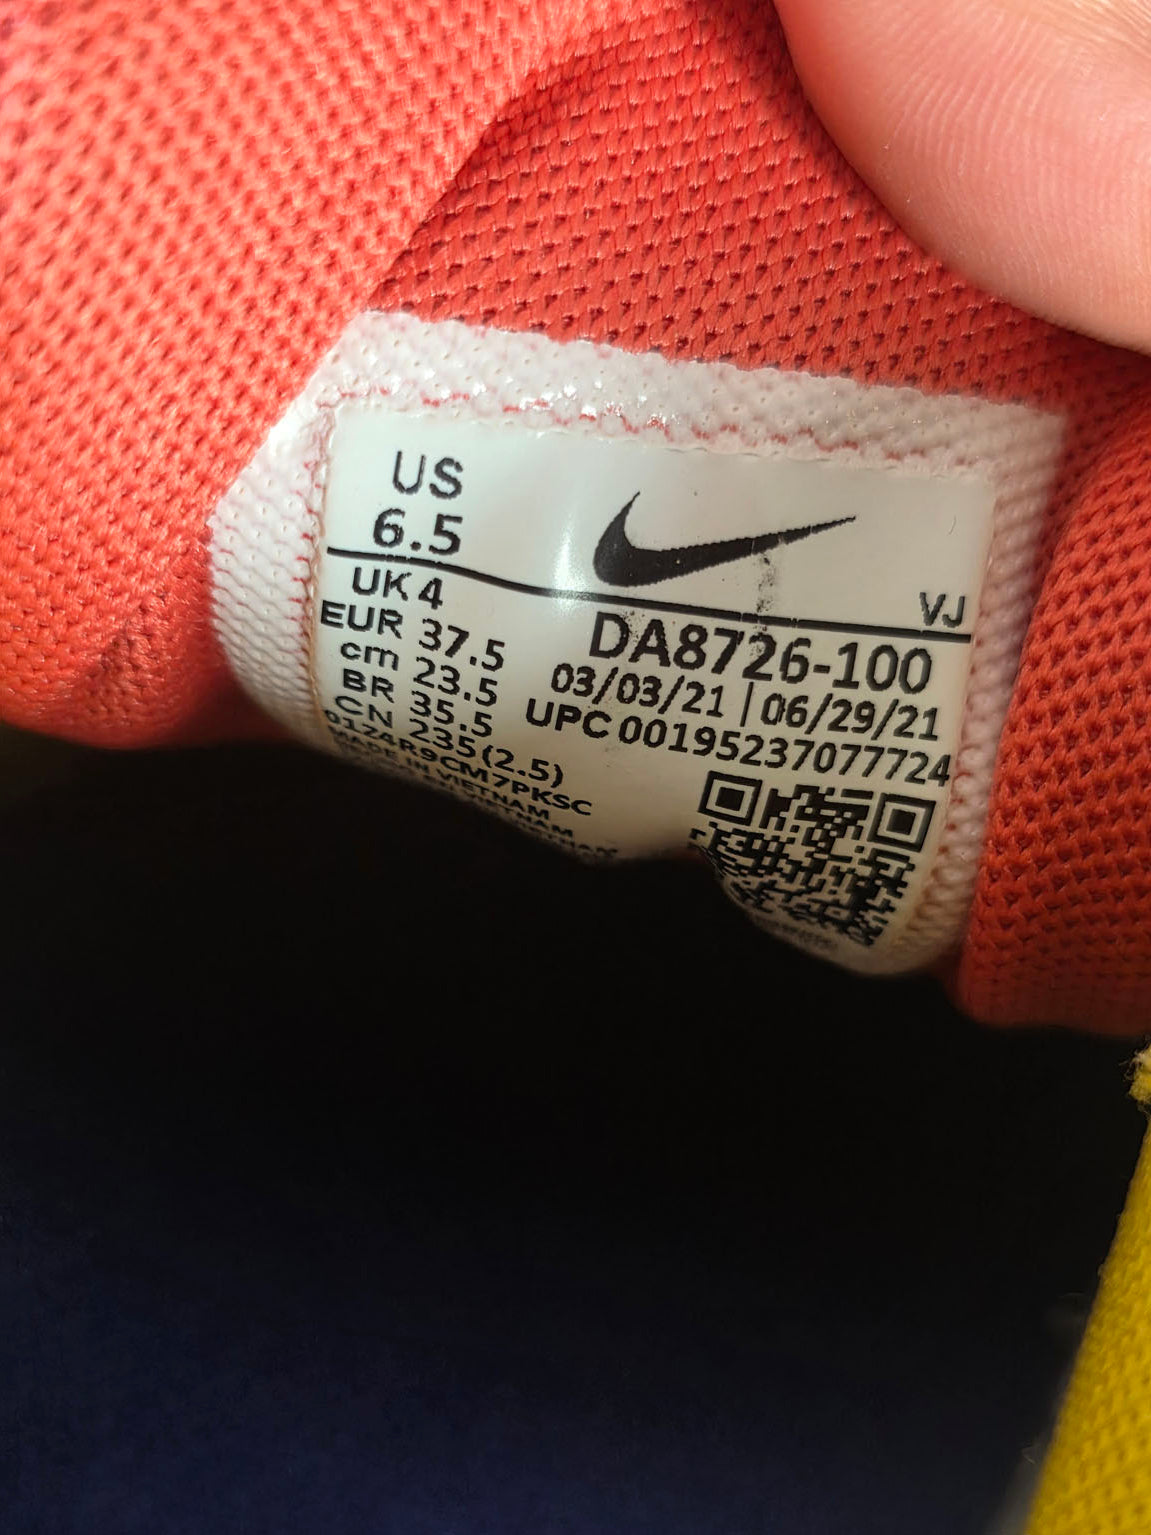 US
6.5
VJ
UK 4
EUR 37.5
cm 23.5
BR 35.5
CN 235(2.5)
0124R9CM7PKSC
MADE IN VIETNAM
DA8726-100
03/03/21 | 06/29/21
UPC 00195237077724